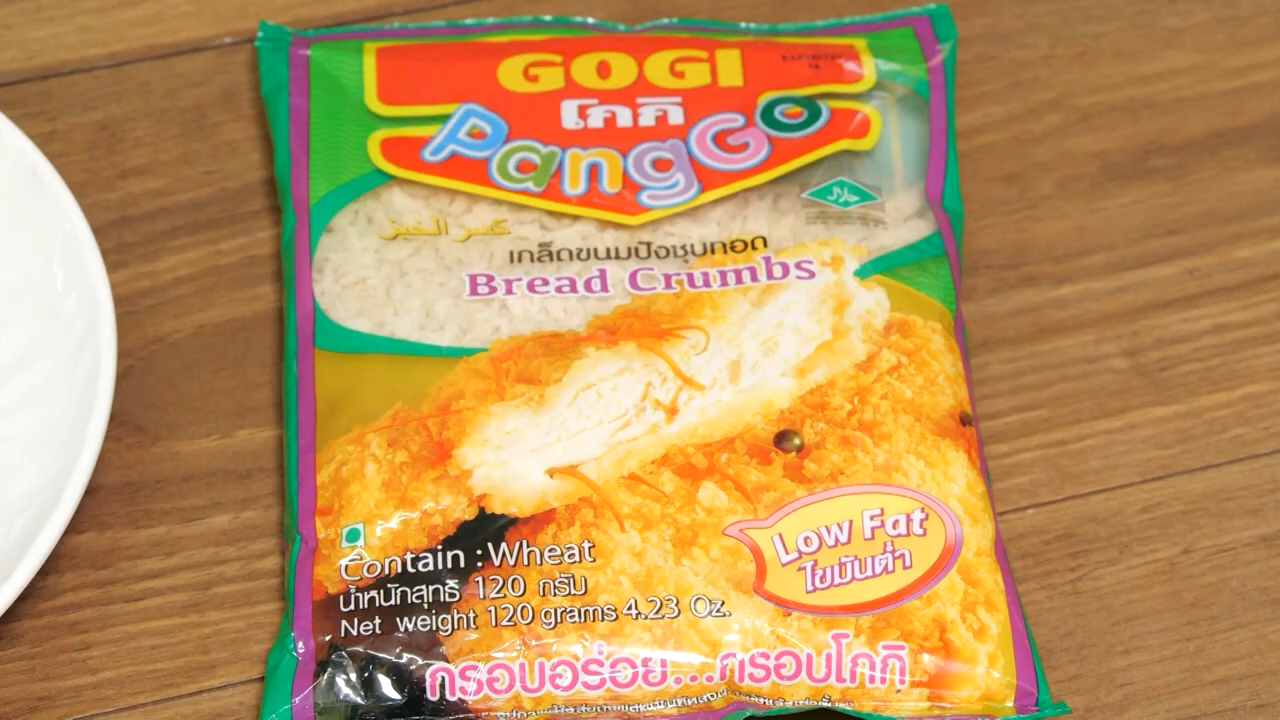 GOGI
โกกิ
PangGO
حلال
كسر الخبز
เกล็ดขนมปังชุบทอด
Bread Crumbs
Low Fat
ไขมันต่ำ
Contain : Wheat
น้ำหนักสุทธิ 120 กรัม
Net weight 120 grams 4.23 Oz.
กรอบอร่อย...กรอบโกกิ